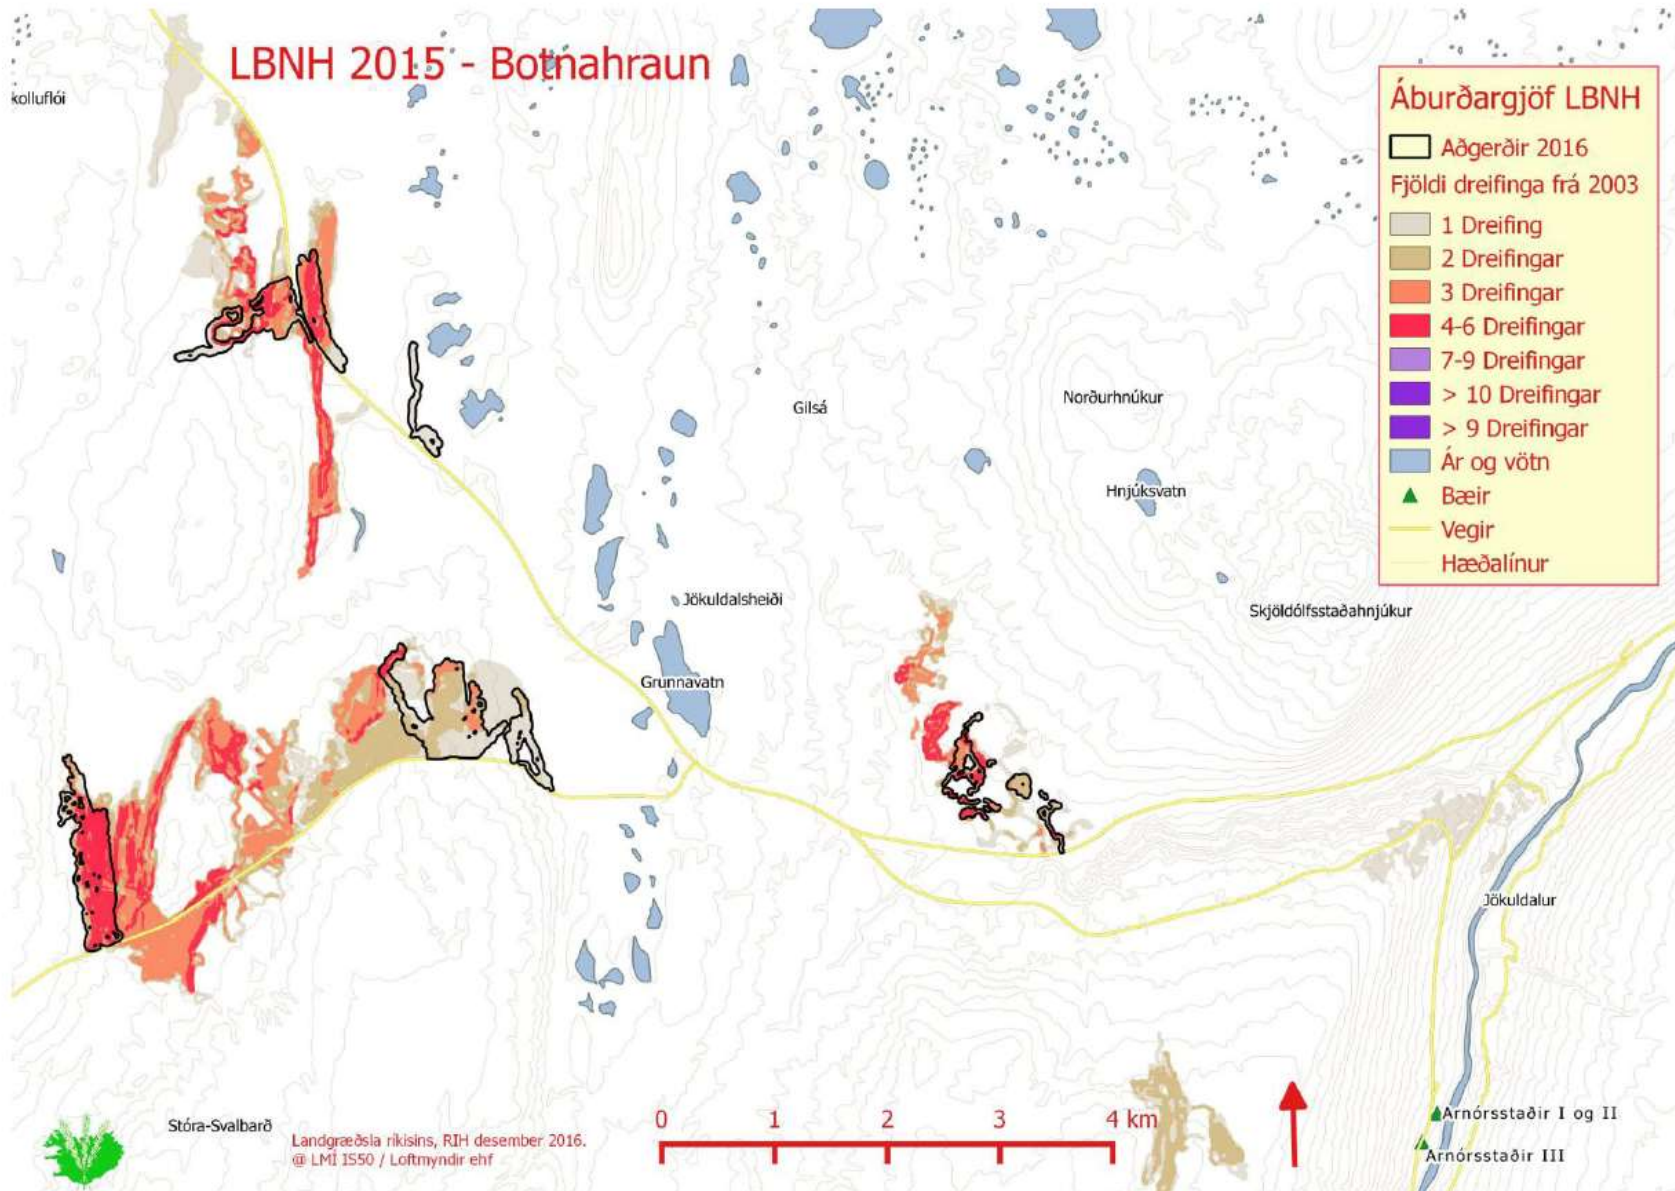 LBNH 2015 - Botnahraun
kolluflói
Áburðargjöf LBNH
Aðgerðir 2016
Fjöldi dreifinga frá 2003
1 Dreifing
2 Dreifingar
3 Dreifingar
4-6 Dreifingar
7-9 Dreifingar
> 10 Dreifingar
> 9 Dreifingar
Ár og vötn
Bæir
Vegir
Hæðalínur
Norðurhnúkur
Gilsá
Hnjúksvatn
Jökuldalsheiði
Skjöldólfsstaðahnjúkur
Grunnavatn
Jökuldalur
Stóra-Svalbarð
Landgræðsla ríkisins, RIH desember 2016.
@ LMI IS50 / Loftmyndir ehf
0 1 2 3 4 km
Arnórsstaðir I og II
Arnórsstaðir III